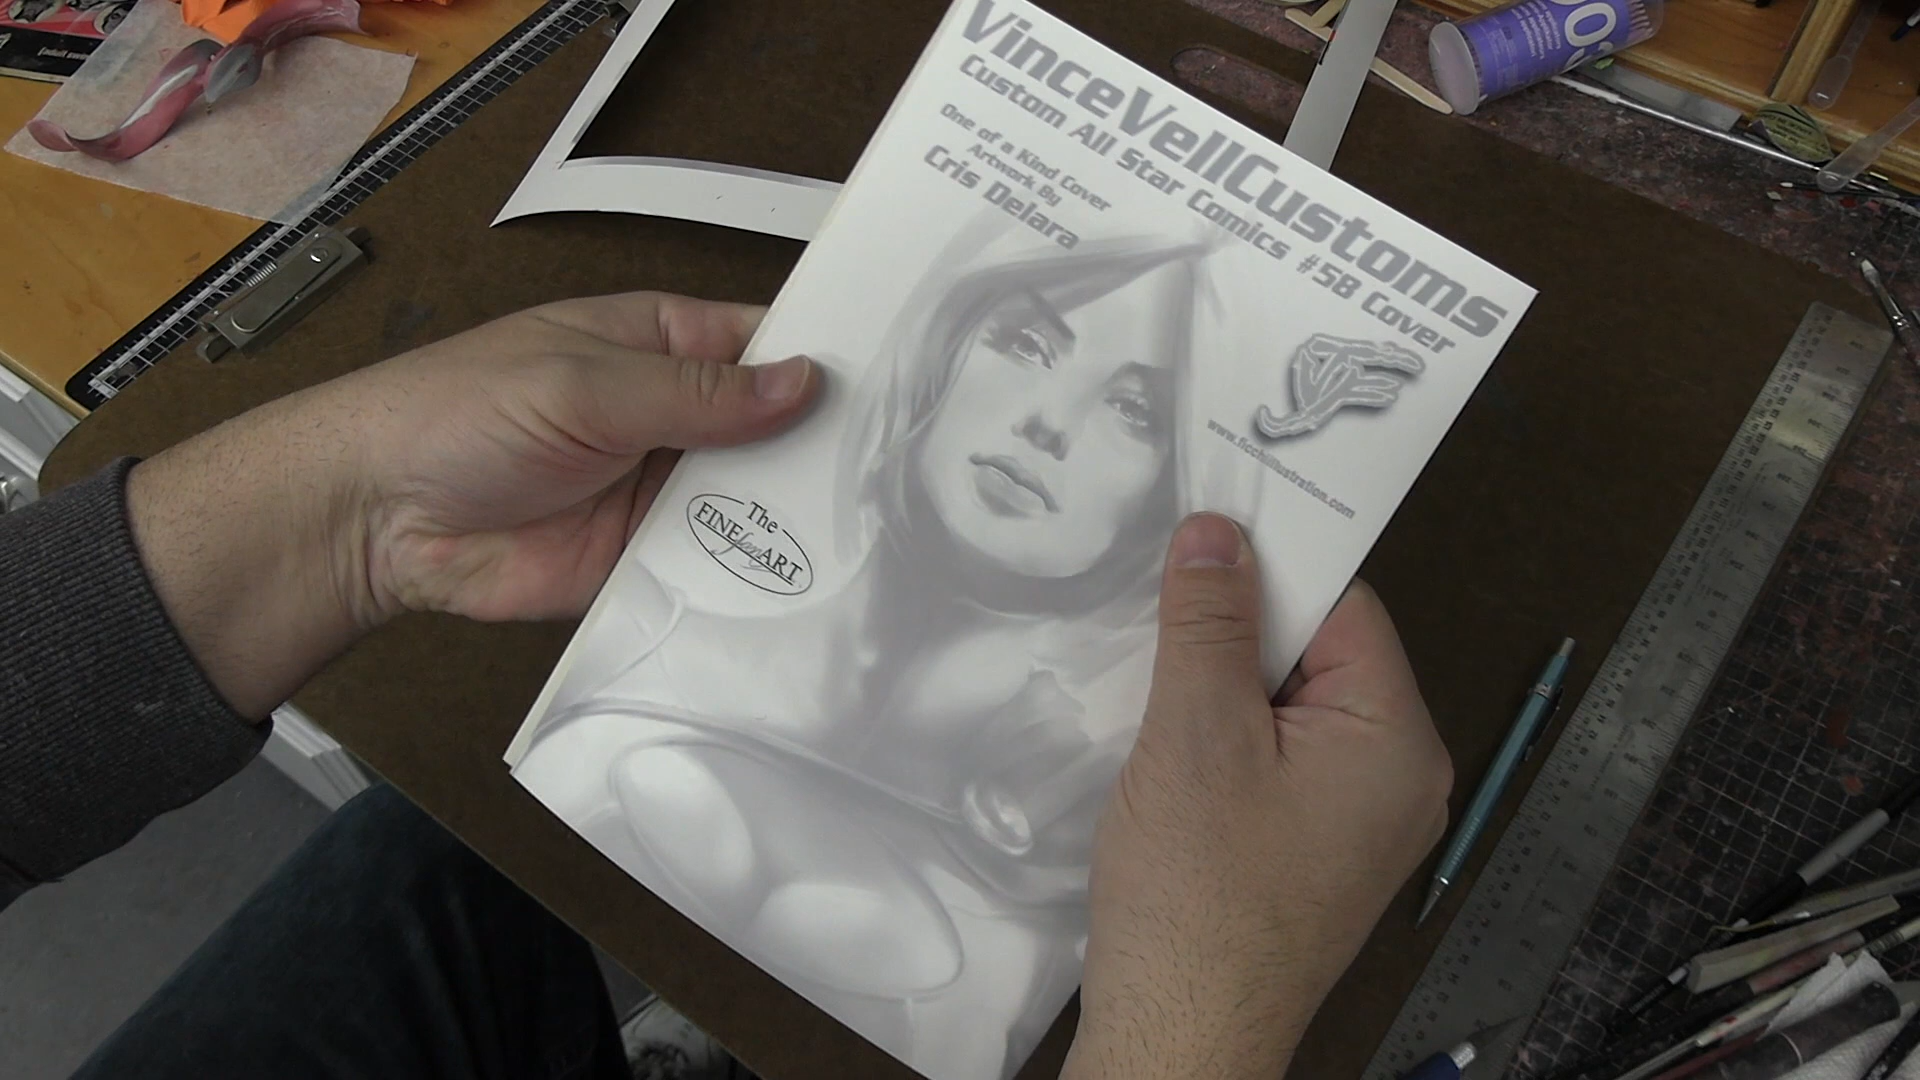 VinceVellCustoms
Custom All Star Comics #58 Cover
One of a Kind Cover
Artwork By
Cris Delara
www.ficchiillustration.com
The
FINE fan ART